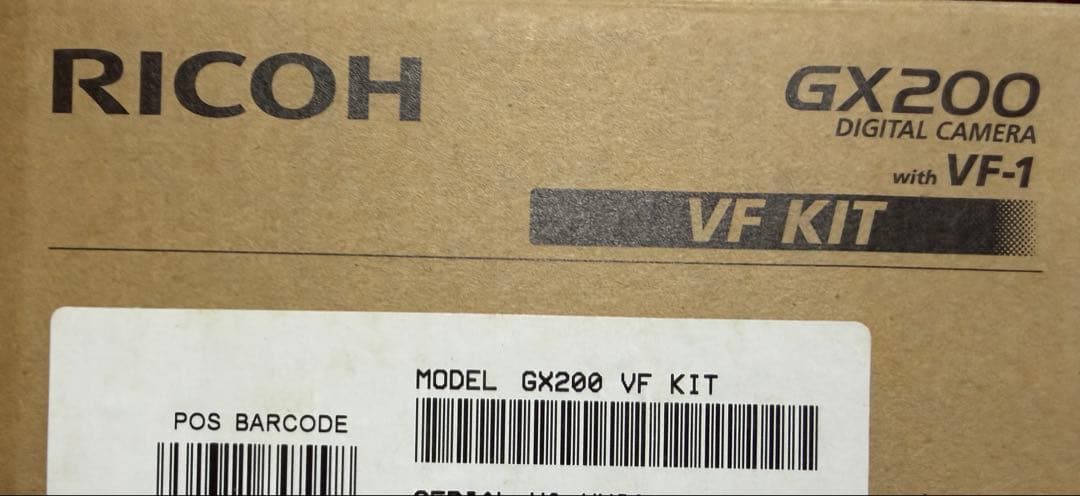 RICOH
GX200
DIGITAL CAMERA
with VF-1
VF KIT
MODEL GX200 VF KIT
POS BARCODE